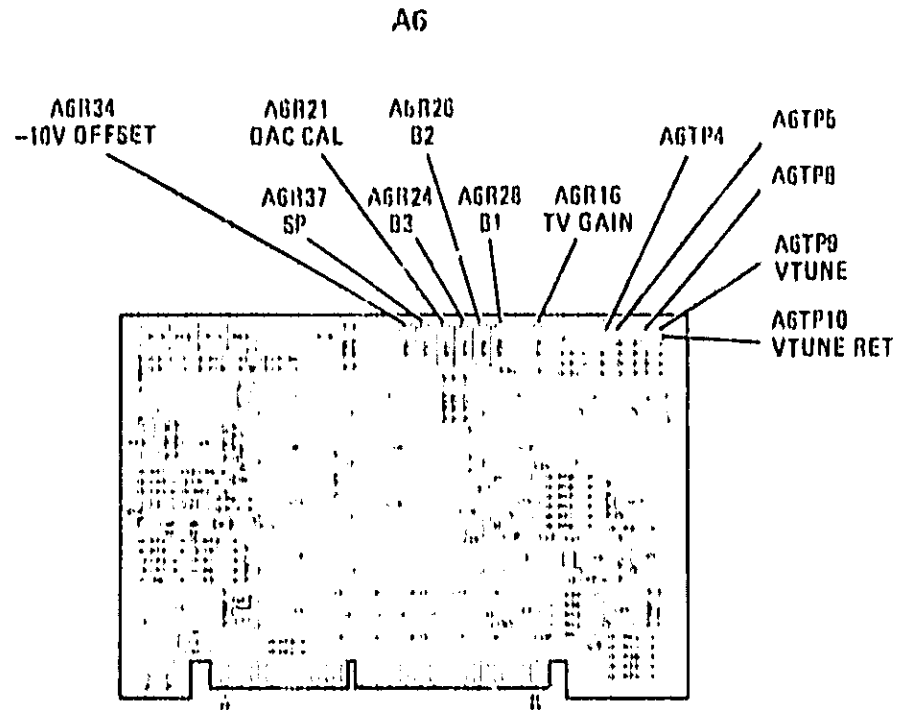 A6
A6R34
-10V OFFSET
A6R21
DAC CAL
A6R20
B2
A6R37
SP
A6R24
B3
A6R28
B1
A6R16
TV GAIN
A6TP4
A6TP5
A6TP8
A6TP9
VTUNE
A6TP10
VTUNE RET